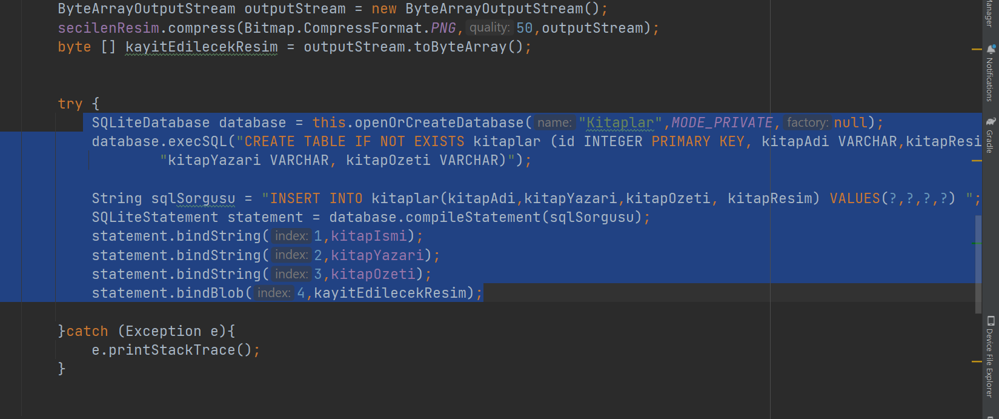 ByteArrayOutputStream outputStream = new ByteArrayOutputStream();
secilenResim.compress(Bitmap.CompressFormat.PNG, quality: 50,outputStream);
byte [] kayitEdilecekResim = outputStream.toByteArray();
try {
SQLiteDatabase database = this.openOrCreateDatabase( name: "Kitaplar",MODE_PRIVATE, factory: null);
database.execSQL("CREATE TABLE IF NOT EXISTS kitaplar (id INTEGER PRIMARY KEY, kitapAdi VARCHAR,kitapResi
"kitapYazari VARCHAR, kitapOzeti VARCHAR)");
String sqlSorgusu = "INSERT INTO kitaplar(kitapAdi,kitapYazari,kitapOzeti, kitapResim) VALUES(?,?,?,?) ";
SQLiteStatement statement = database.compileStatement(sqlSorgusu);
statement.bindString( index: 1,kitapIsmi);
statement.bindString( index: 2,kitapYazari);
statement.bindString( index: 3,kitapOzeti);
statement.bindBlob( index: 4,kayitEdilecekResim);
}catch (Exception e){
e.printStackTrace();
}
Manager
Notifications
Gradle
Device File Explorer